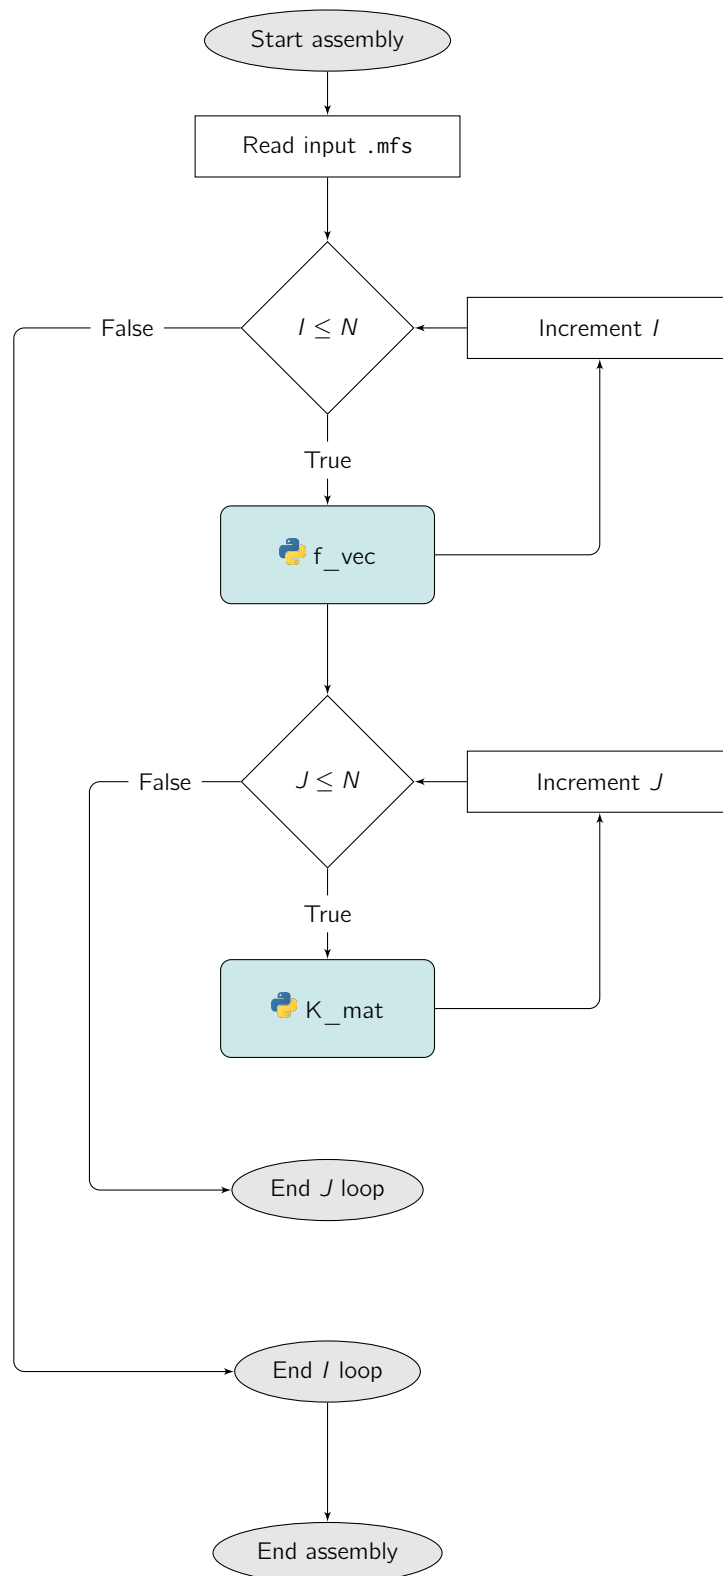 Start assembly
Read input .mfs
False
I ≤ N
Increment I
True
f_vec
False
J ≤ N
Increment J
True
K_mat
End J loop
End I loop
End assembly